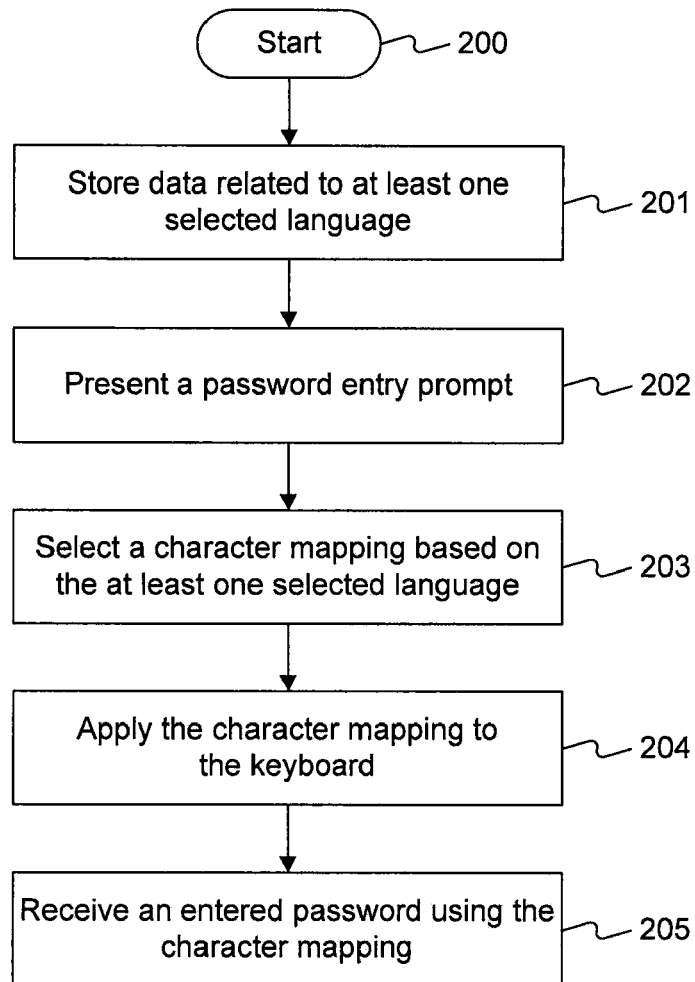 Start
200
Store data related to at least one
selected language
201
Present a password entry prompt
202
Select a character mapping based on
the at least one selected language
203
Apply the character mapping to
the keyboard
204
Receive an entered password using the
character mapping
205